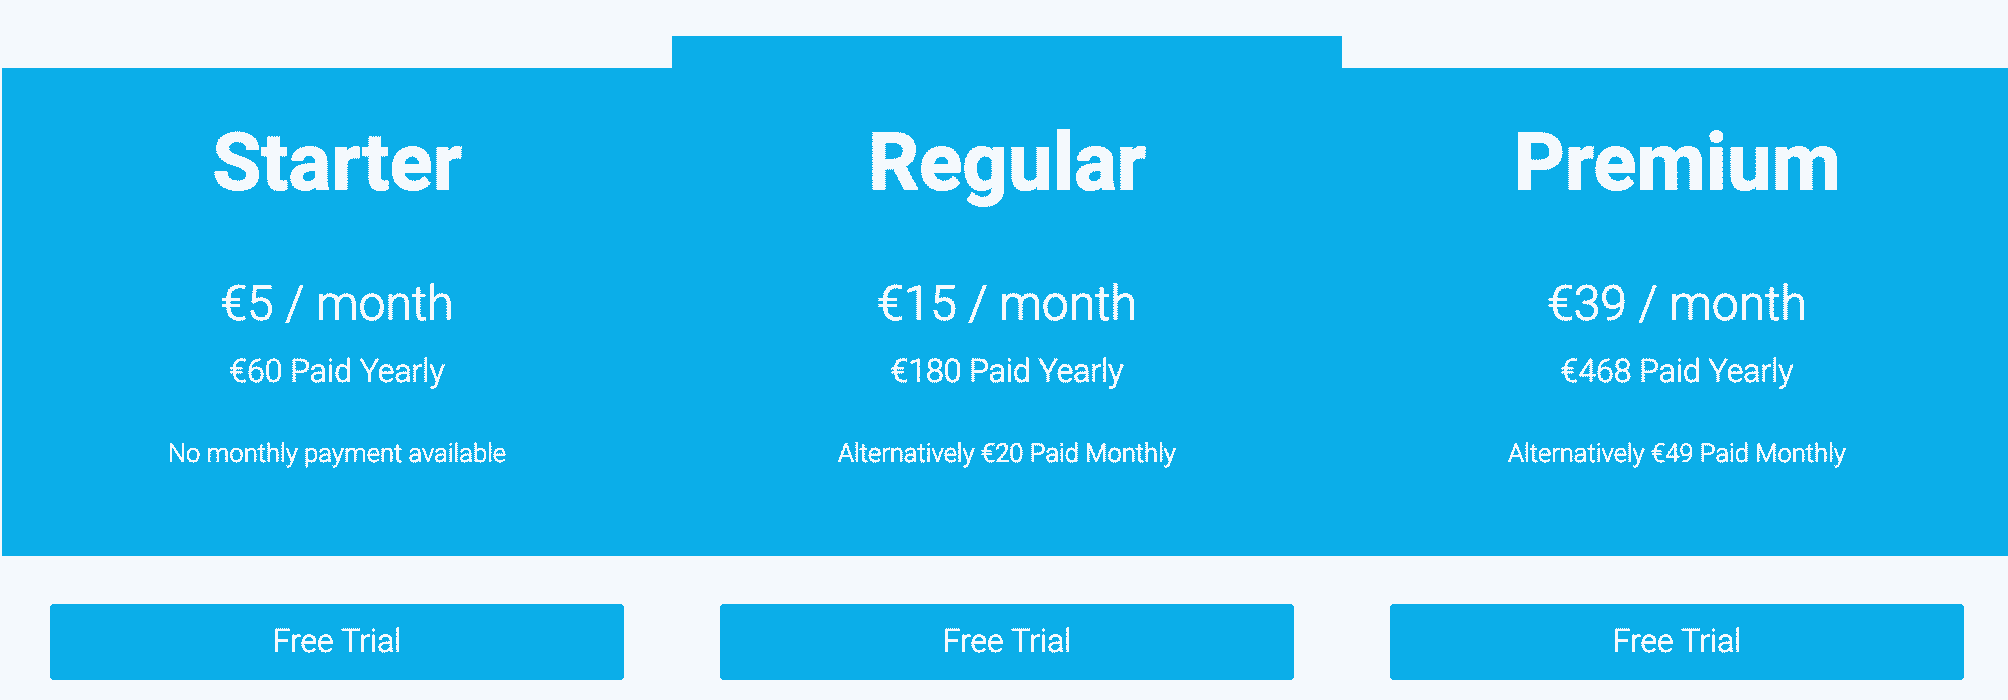 Starter
€5 / month
€60 Paid Yearly
No monthly payment available
Free Trial
Regular
€15 / month
€180 Paid Yearly
Alternatively €20 Paid Monthly
Free Trial
Premium
€39 / month
€468 Paid Yearly
Alternatively €49 Paid Monthly
Free Trial